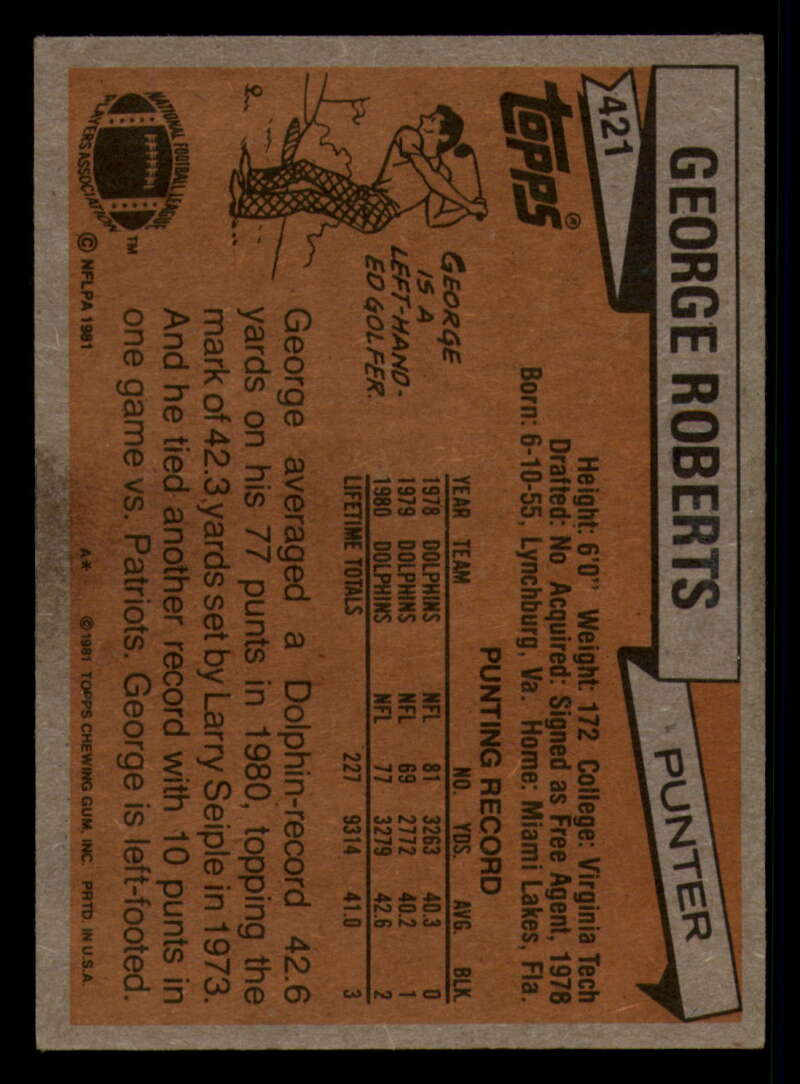 421
GEORGE ROBERTS
PUNTER
TOPPS®
Height: 6'0" Weight: 172 College: Virginia Tech
Drafted: No Acquired: Signed as Free Agent, 1978
Born: 6-10-55, Lynchburg, Va. Home: Miami Lakes, Fla.
PUNTING RECORD
YEAR TEAM NO. YDS. AVG. BLK.
1978 DOLPHINS NFL 81 3263 40.3 0
1979 DOLPHINS NFL 69 2772 40.2 1
1980 DOLPHINS NFL 77 3279 42.6 2
LIFETIME TOTALS 227 9314 41.0 3
GEORGE
IS A
LEFT-HAND-
ED GOLFER.
George averaged a Dolphin-record 42.6
yards on his 77 punts in 1980, topping the
mark of 42.3 yards set by Larry Seiple in 1973.
And he tied another record with 10 punts in
one game vs. Patriots. George is left-footed.
NATIONAL FOOTBALL LEAGUE
PLAYERS ASSOCIATION
™
© NFLPA 1981
A* ©1981 TOPPS CHEWING GUM, INC. PRTD. IN U.S.A.